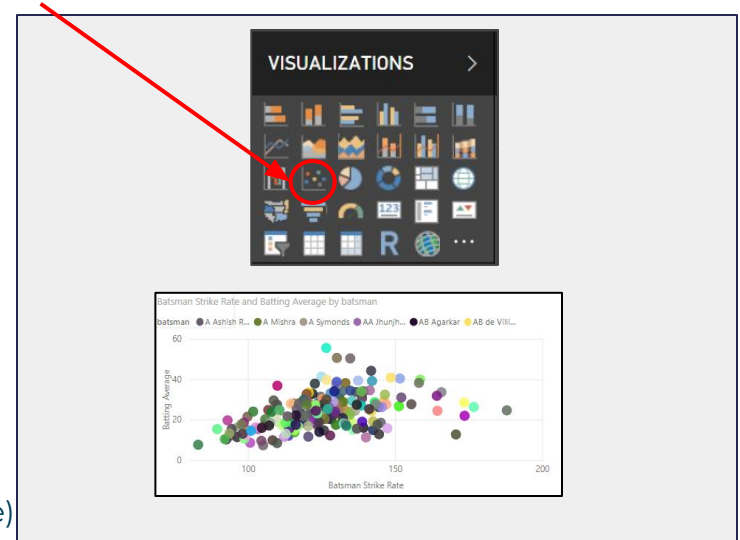 VISUALIZATIONS >
123
R
...
Batsman Strike Rate and Batting Average by batsman
batsman A Ashish R... A Mishra A Symonds AA Jhunjh... AB Agarkar AB de Villi...
60
40
20
0
Batting Average
100 150 200
Batsman Strike Rate
e)